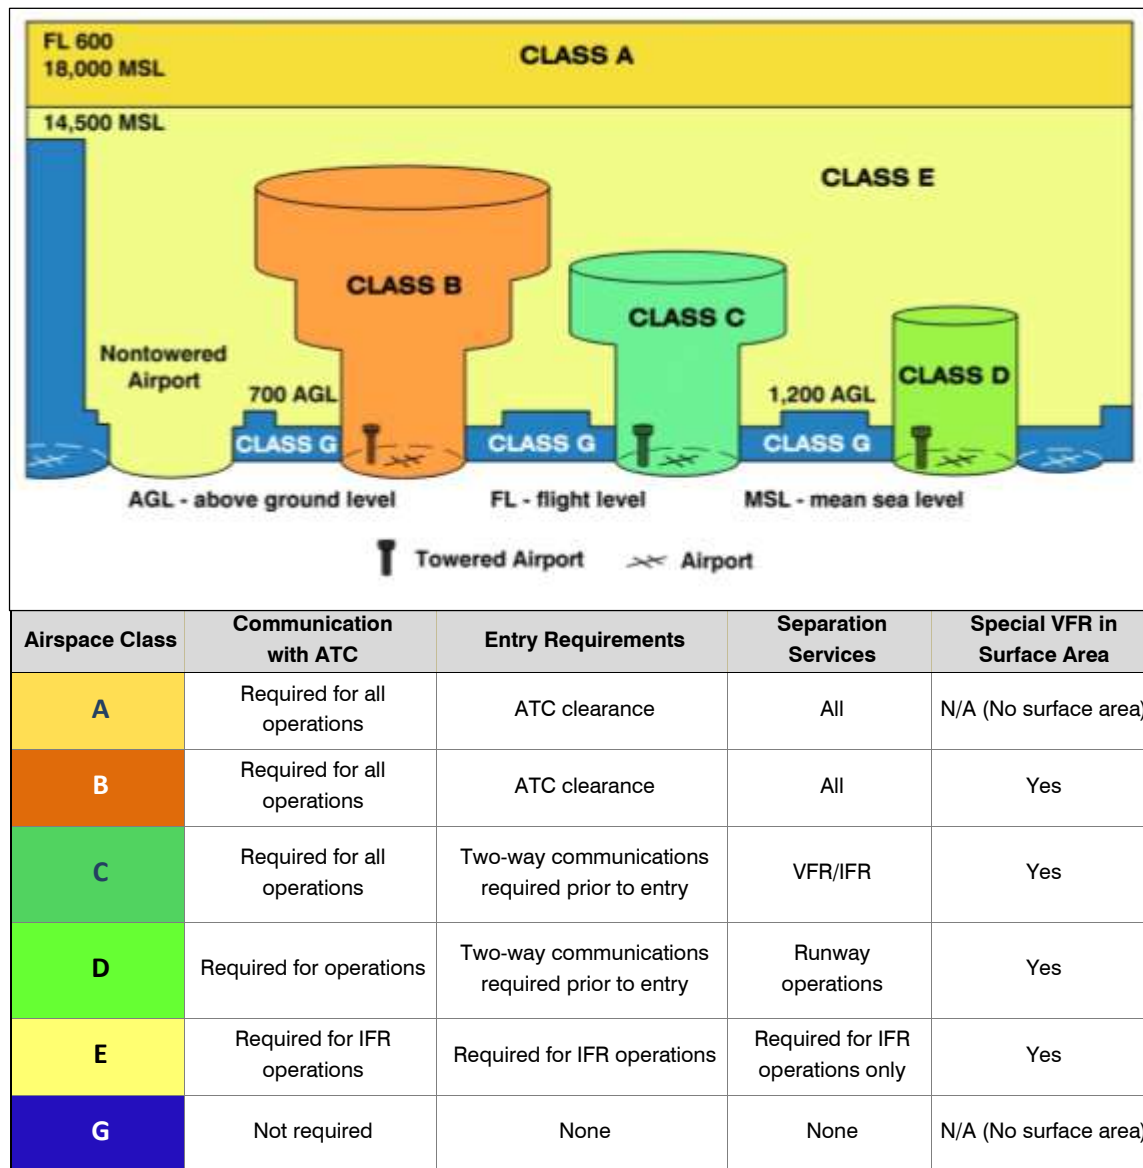 FL 600
18,000 MSL
CLASS A
14,500 MSL
CLASS E
CLASS B
CLASS C
Nontowered
Airport
700 AGL
1,200 AGL
CLASS D
CLASS G
CLASS G
CLASS G
AGL - above ground level FL - flight level MSL - mean sea level
Towered Airport Airport
Airspace Class Communication with ATC Entry Requirements Separation Services Special VFR in Surface Area
A Required for all operations ATC clearance All N/A (No surface area)
B Required for all operations ATC clearance All Yes
C Required for all operations Two-way communications required prior to entry VFR/IFR Yes
D Required for operations Two-way communications required prior to entry Runway operations Yes
E Required for IFR operations Required for IFR operations Required for IFR operations only Yes
G Not required None None N/A (No surface area)